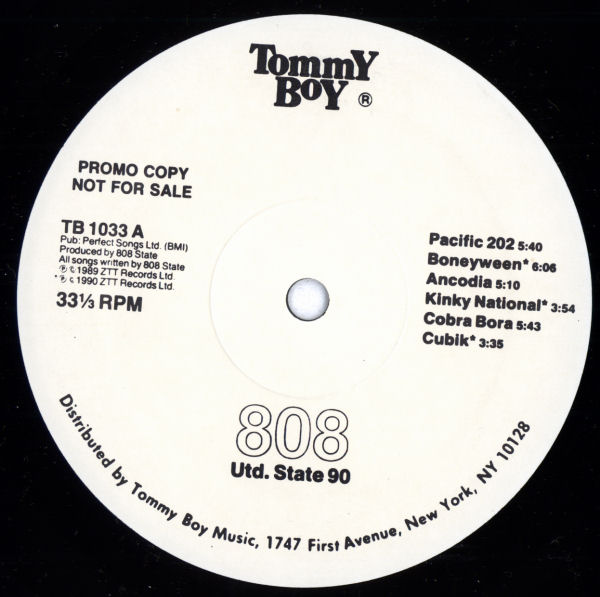 Tommy
Boy ®
PROMO COPY
NOT FOR SALE
TB 1033 A
Pub: Perfect Songs Ltd. (BMI)
Produced by 808 State
All songs written by 808 State
℗ © 1989 ZTT Records Ltd.
* ℗ © 1990 ZTT Records Ltd.
33⅓ RPM
Pacific 202 5:40
Boneyween* 6:06
Ancodia 5:10
Kinky National* 3:54
Cobra Bora 5:43
Cubik* 3:35
808
Utd. State 90
Distributed by Tommy Boy Music, 1747 First Avenue, New York, NY 10128